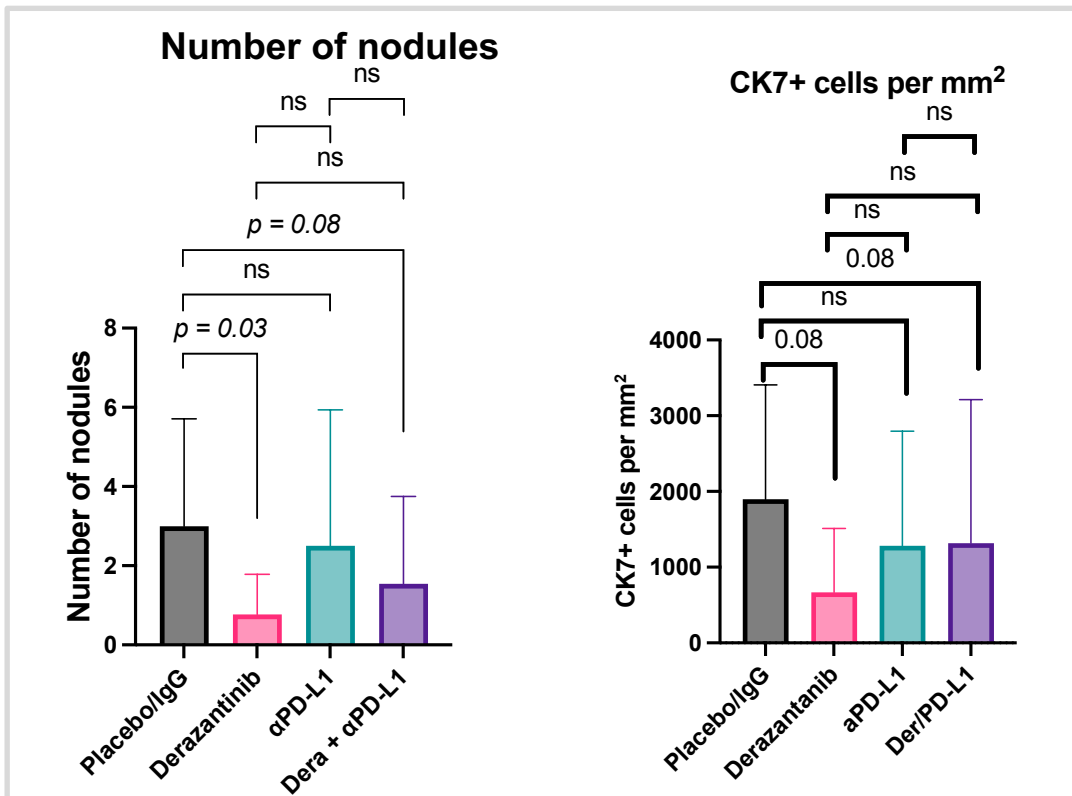 Number of nodules
ns
ns
ns
p = 0.08
ns
p = 0.03
Number of nodules
8
6
4
2
0
Placebo/IgG
Derazantinib
αPD-L1
Dera + αPD-L1
CK7+ cells per mm²
ns
ns
ns
0.08
ns
0.08
CK7+ cells per mm²
4000
3000
2000
1000
0
Placebo/IgG
Derazantanib
aPD-L1
Der/PD-L1